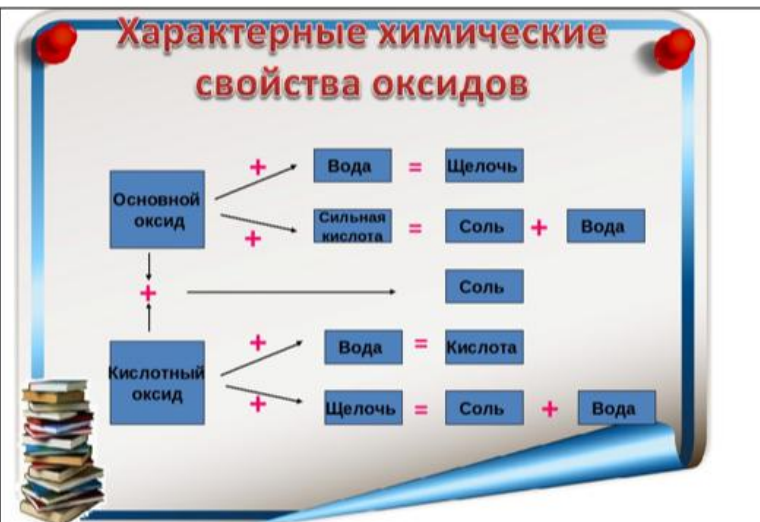 Характерные химические
свойства оксидов
Основной
оксид
+ Вода = Щелочь
+ Сильная
кислота = Соль + Вода
+ Соль
Кислотный
оксид
+ Вода = Кислота
+ Щелочь = Соль + Вода